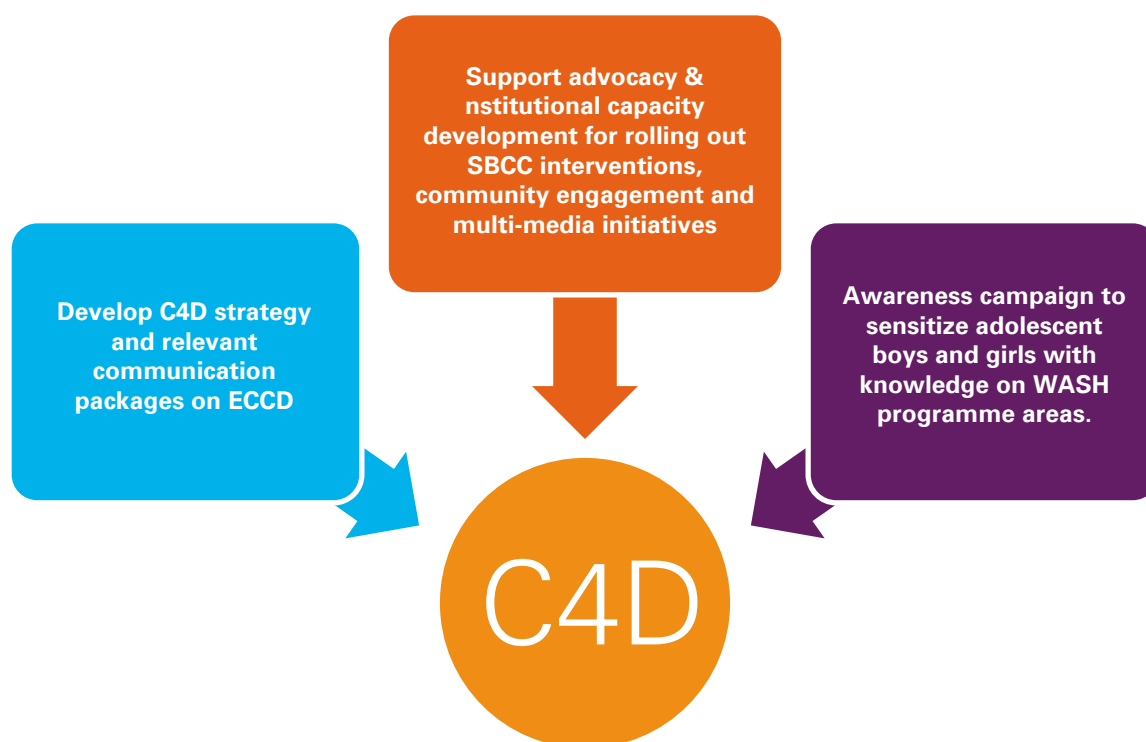 Support advocacy &
nstitutional capacity
development for rolling out
SBCC interventions,
community engagement and
multi-media initiatives
Develop C4D strategy
and relevant
communication
packages on ECCD
Awareness campaign to
sensitize adolescent
boys and girls with
knowledge on WASH
programme areas.
C4D